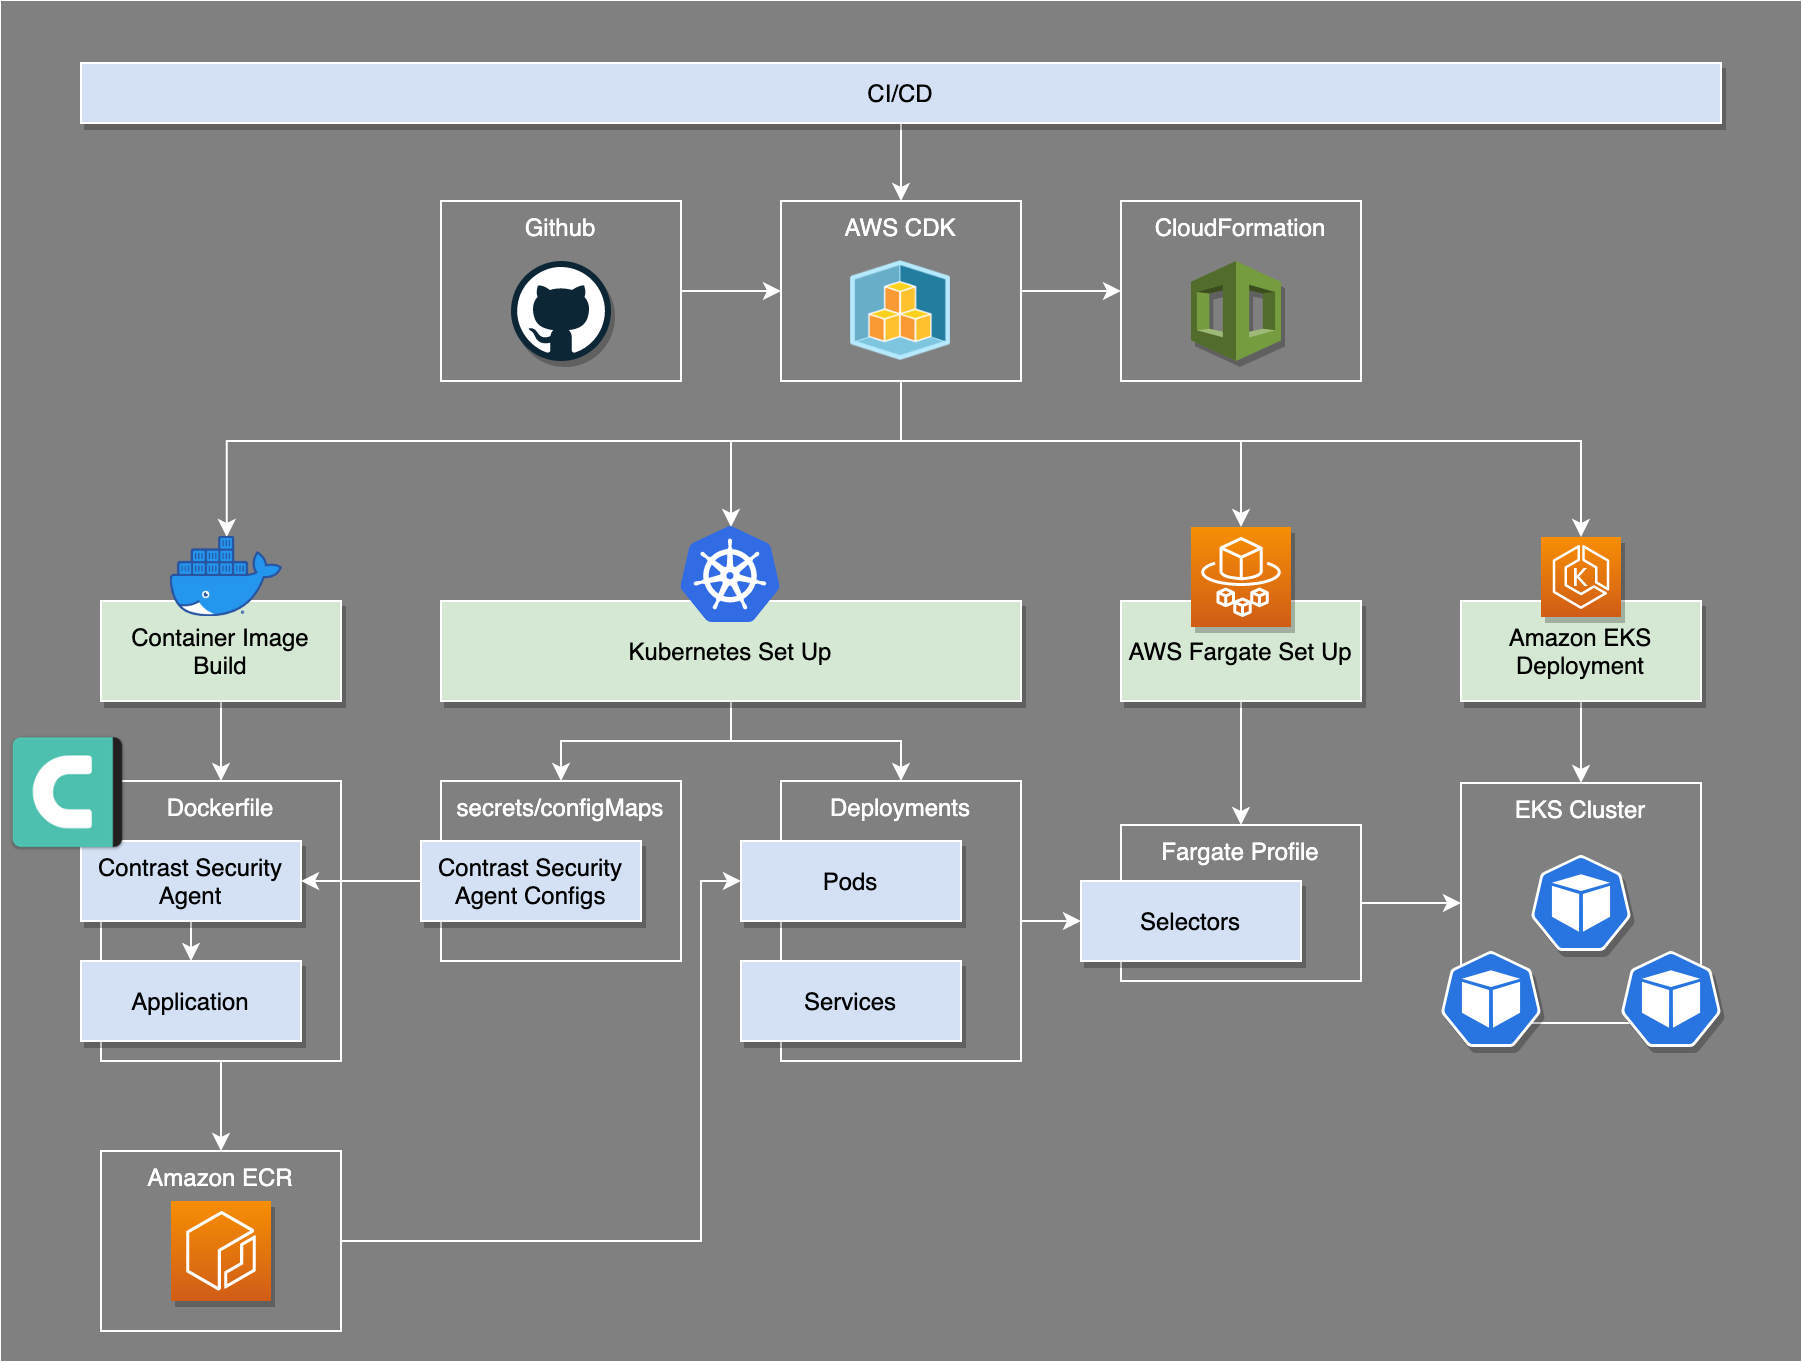 CI/CD
Github
AWS CDK
CloudFormation
Container Image
Build
Kubernetes Set Up
AWS Fargate Set Up
Amazon EKS
Deployment
Dockerfile
Contrast Security
Agent
Application
secrets/configMaps
Contrast Security
Agent Configs
Deployments
Pods
Services
Fargate Profile
Selectors
EKS Cluster
Amazon ECR